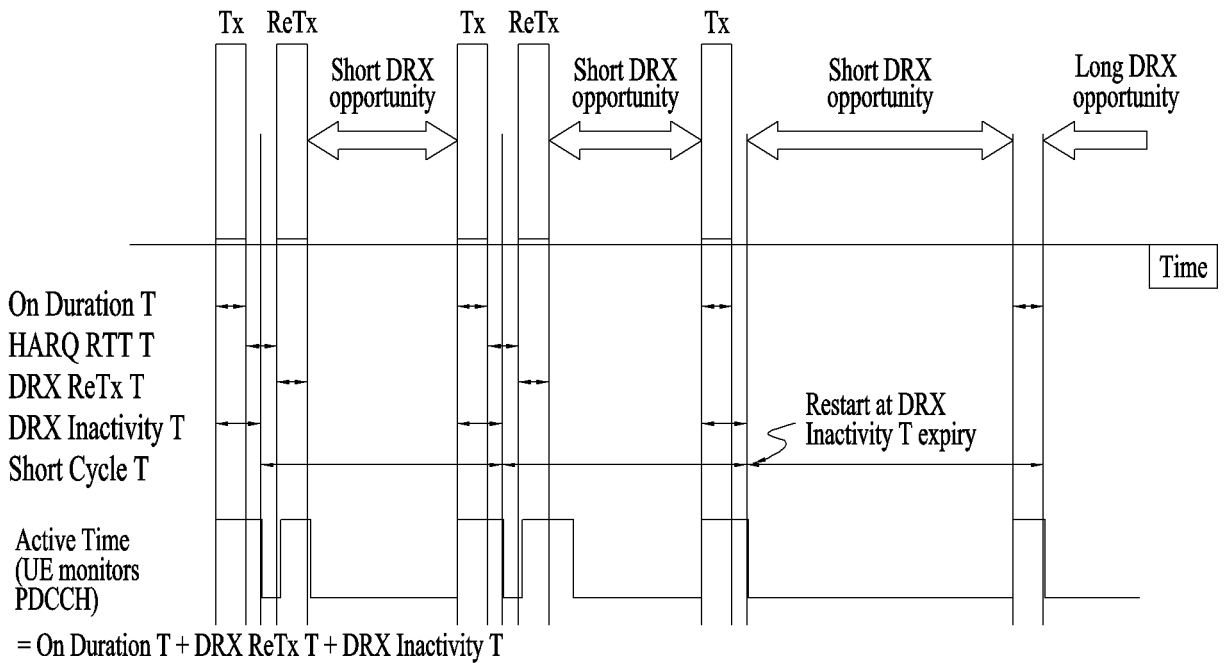 Tx ReTx Tx ReTx Tx
Short DRX
opportunity
Short DRX
opportunity
Short DRX
opportunity
Long DRX
opportunity
Time
On Duration T
HARQ RTT T
DRX ReTx T
DRX Inactivity T
Short Cycle T
Restart at DRX
Inactivity T expiry
Active Time
(UE monitors
PDCCH)
= On Duration T + DRX ReTx T + DRX Inactivity T